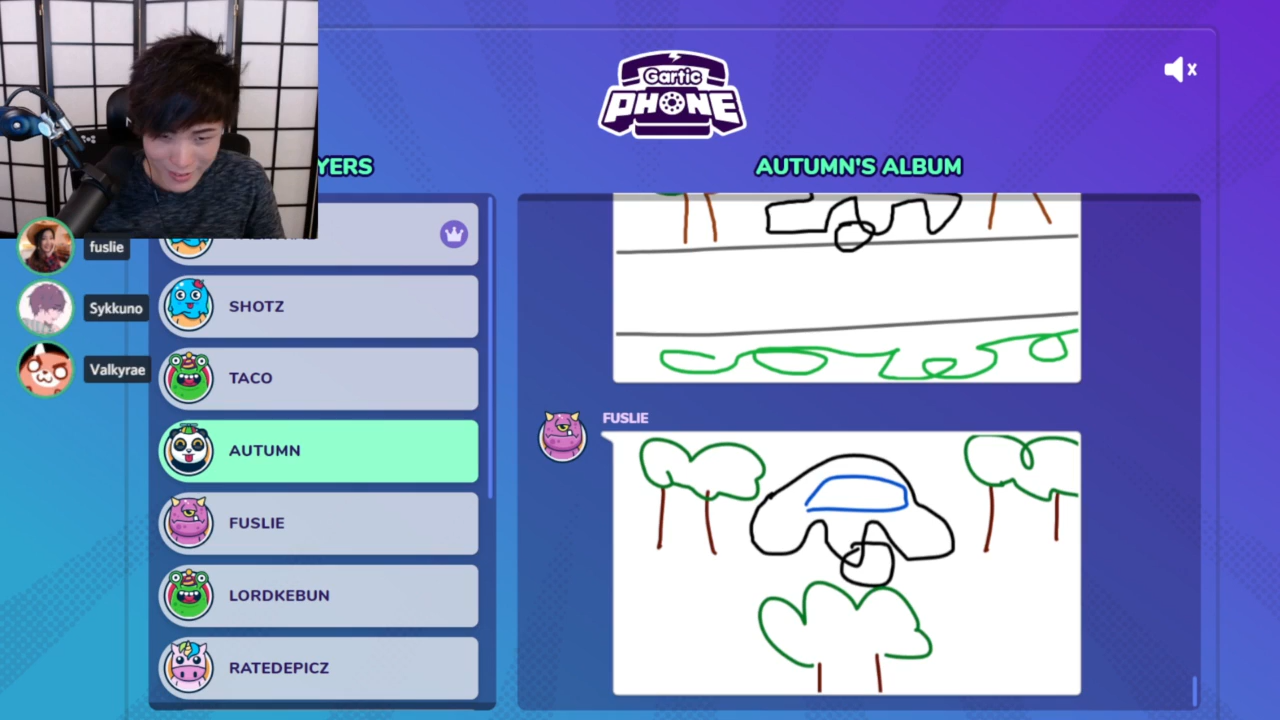 Gartic
PHONE
YERS
AUTUMN'S ALBUM
fuslie
Sykkuno
Valkyrae
SHOTZ
TACO
AUTUMN
FUSLIE
LORDKEBUN
RATEDEPICZ
FUSLIE